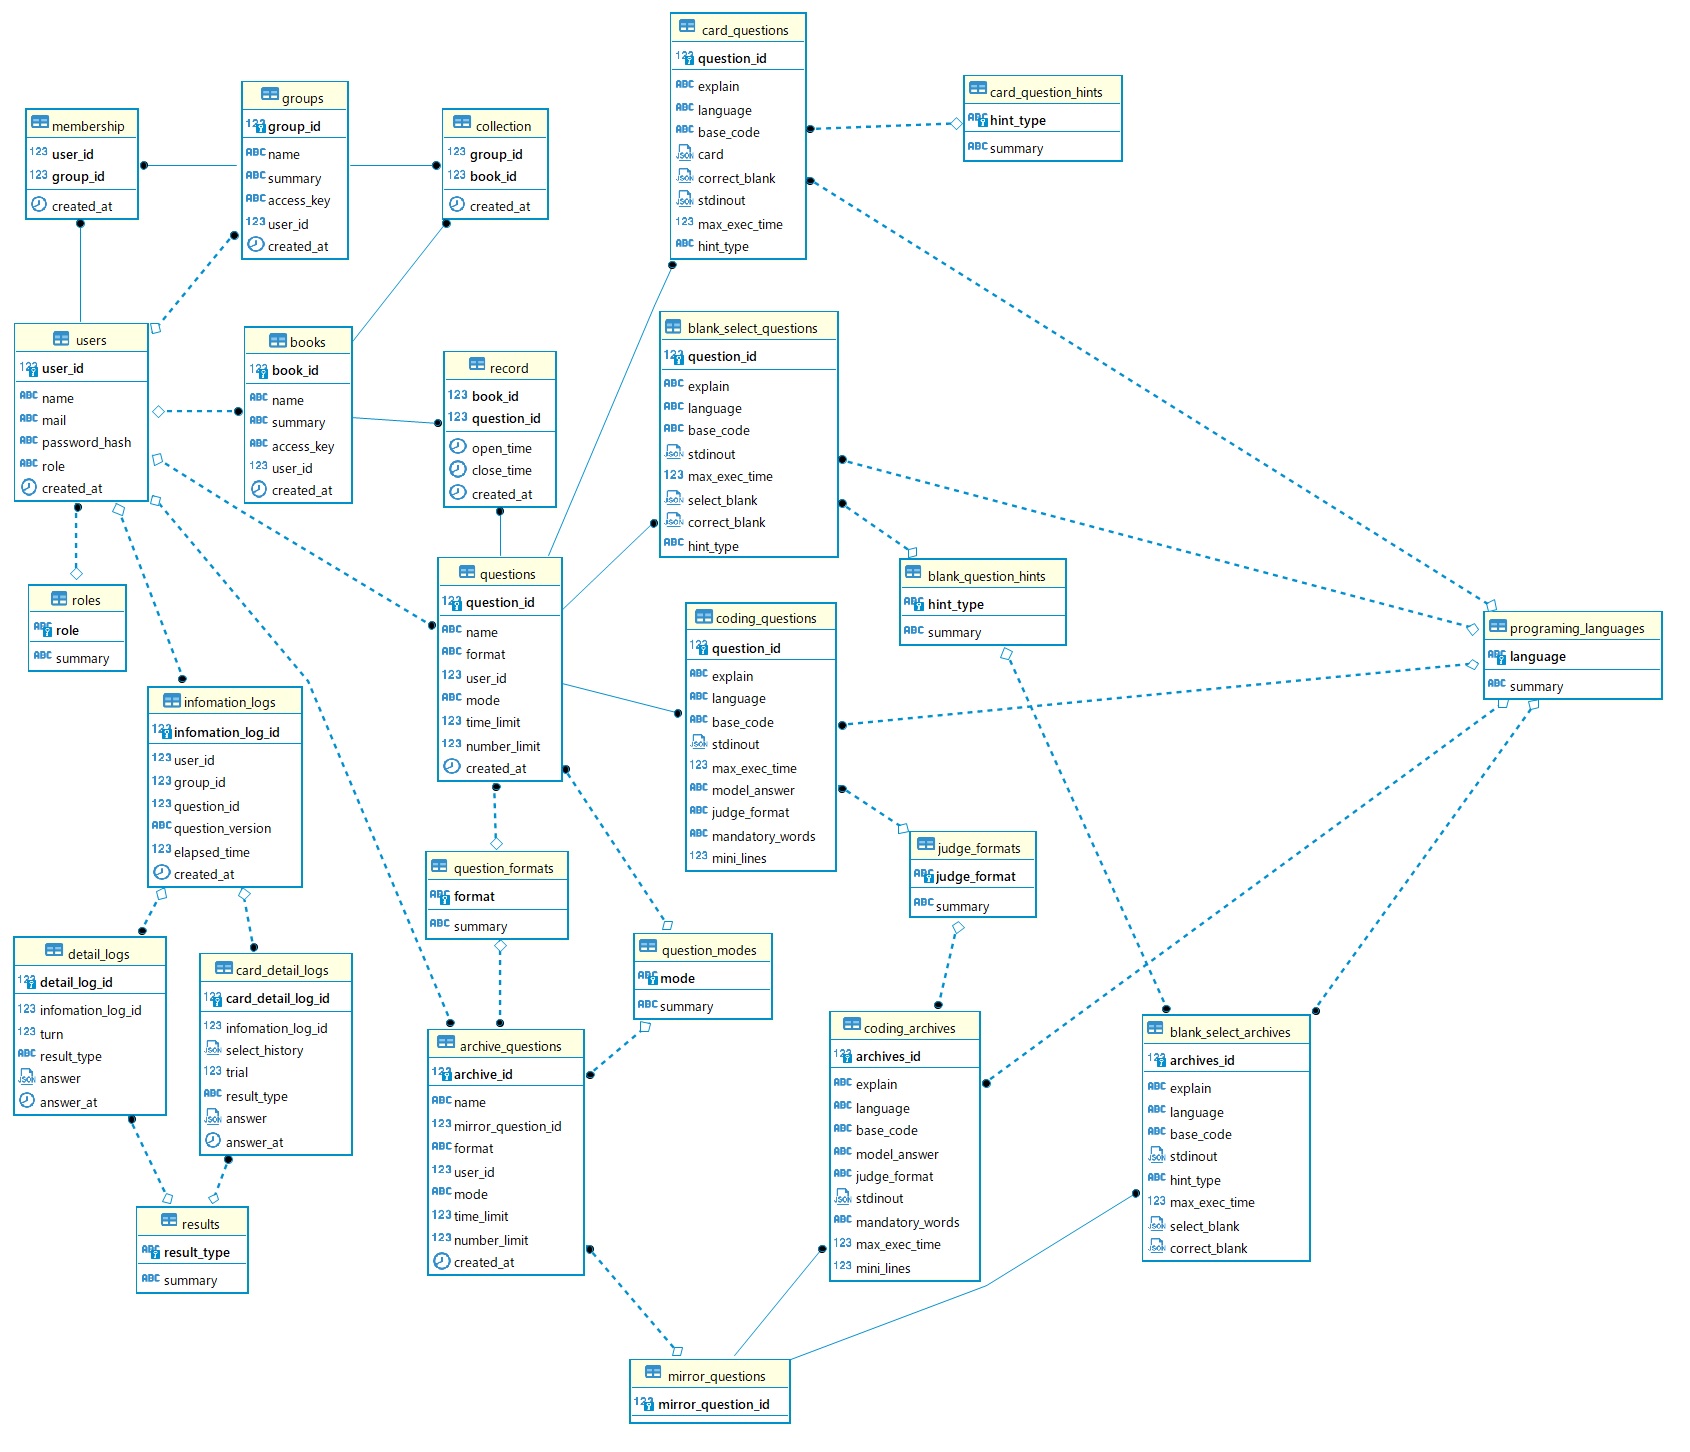 card_questions
question_id
explain
language
base_code
card
correct_blank
stdinout
max_exec_time
hint_type
card_question_hints
hint_type
summary
membership
user_id
group_id
created_at
groups
group_id
name
summary
access_key
user_id
created_at
collection
group_id
book_id
created_at
users
user_id
name
mail
password_hash
role
created_at
books
book_id
name
summary
access_key
user_id
created_at
record
book_id
question_id
open_time
close_time
created_at
blank_select_questions
question_id
explain
language
base_code
stdinout
max_exec_time
select_blank
correct_blank
hint_type
roles
role
summary
questions
question_id
name
format
user_id
mode
time_limit
number_limit
created_at
blank_question_hints
hint_type
summary
coding_questions
question_id
explain
language
base_code
stdinout
max_exec_time
model_answer
judge_format
mandatory_words
mini_lines
programing_languages
language
summary
infomation_logs
infomation_log_id
user_id
group_id
question_id
question_version
elapsed_time
created_at
question_formats
format
summary
judge_formats
judge_format
summary
question_modes
mode
summary
detail_logs
detail_log_id
infomation_log_id
turn
result_type
answer
answer_at
card_detail_logs
card_detail_log_id
infomation_log_id
select_history
trial
result_type
answer
answer_at
archive_questions
archive_id
name
mirror_question_id
format
user_id
mode
time_limit
number_limit
created_at
coding_archives
archives_id
explain
language
base_code
model_answer
judge_format
stdinout
mandatory_words
max_exec_time
mini_lines
blank_select_archives
archives_id
explain
language
base_code
stdinout
hint_type
max_exec_time
select_blank
correct_blank
results
result_type
summary
mirror_questions
mirror_question_id